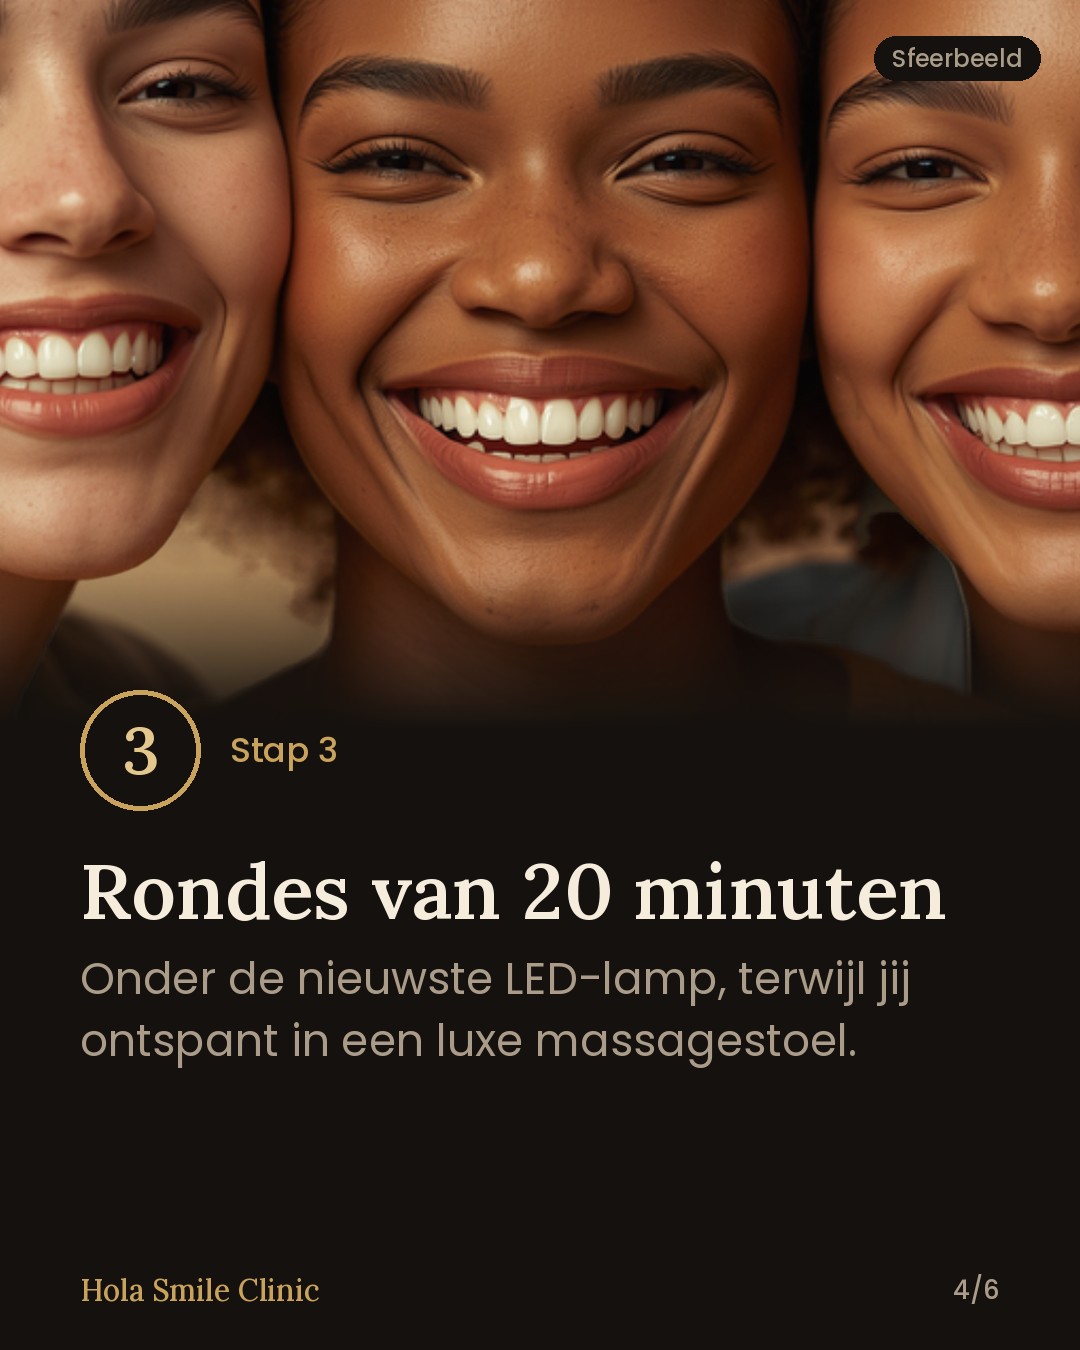 Sfeerbeeld
3
Stap 3
Rondes van 20 minuten
Onder de nieuwste LED-lamp, terwijl jij
ontspant in een luxe massagestoel.
Hola Smile Clinic
4/6